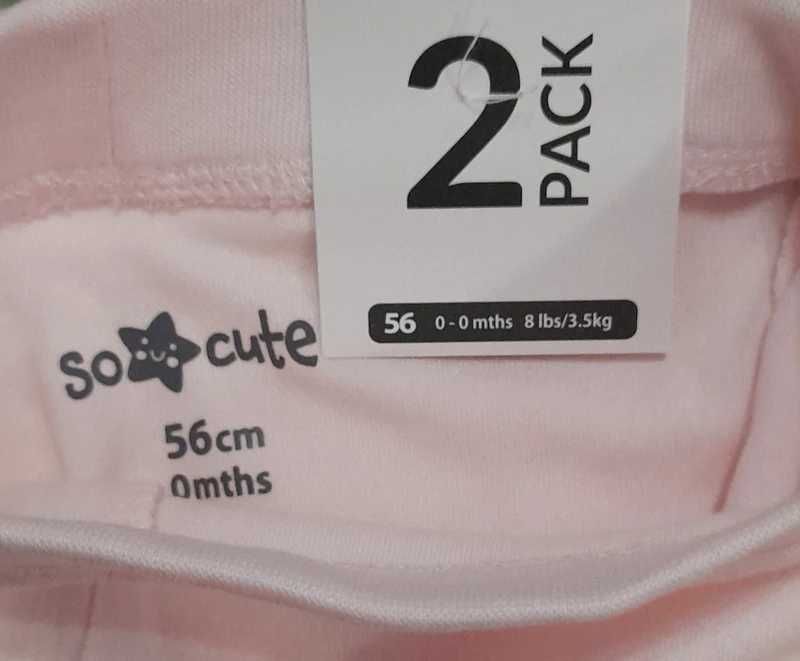 2 PACK
56 0-0 mths 8 lbs/3.5kg
so cute
56cm
0mths